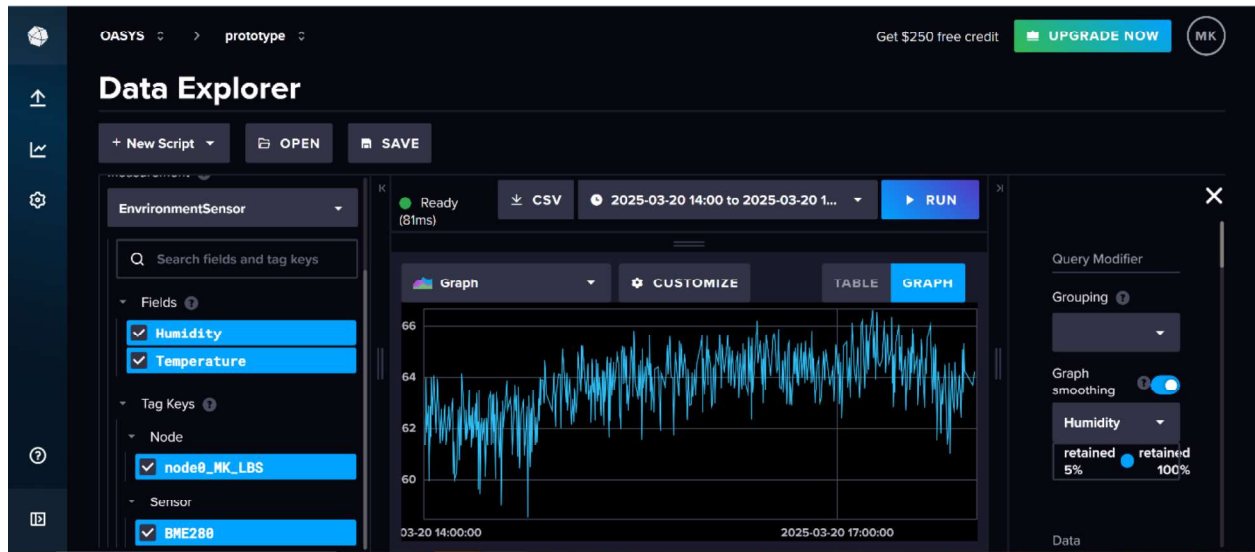 OASYS > prototype
Get $250 free credit
UPGRADE NOW
MK
Data Explorer
+ New Script
OPEN
SAVE
measurement
EnvrironmentSensor
Search fields and tag keys
Fields
Humidity
Temperature
Tag Keys
Node
node0_MK_LBS
Sensor
BME280
Ready
(81ms)
CSV
2025-03-20 14:00 to 2025-03-20 1...
RUN
Graph
CUSTOMIZE
TABLE
GRAPH
66
64
62
60
03-20 14:00:00
2025-03-20 17:00:00
Query Modifier
Grouping
Graph
smoothing
Humidity
retained retained
5% 100%
Data